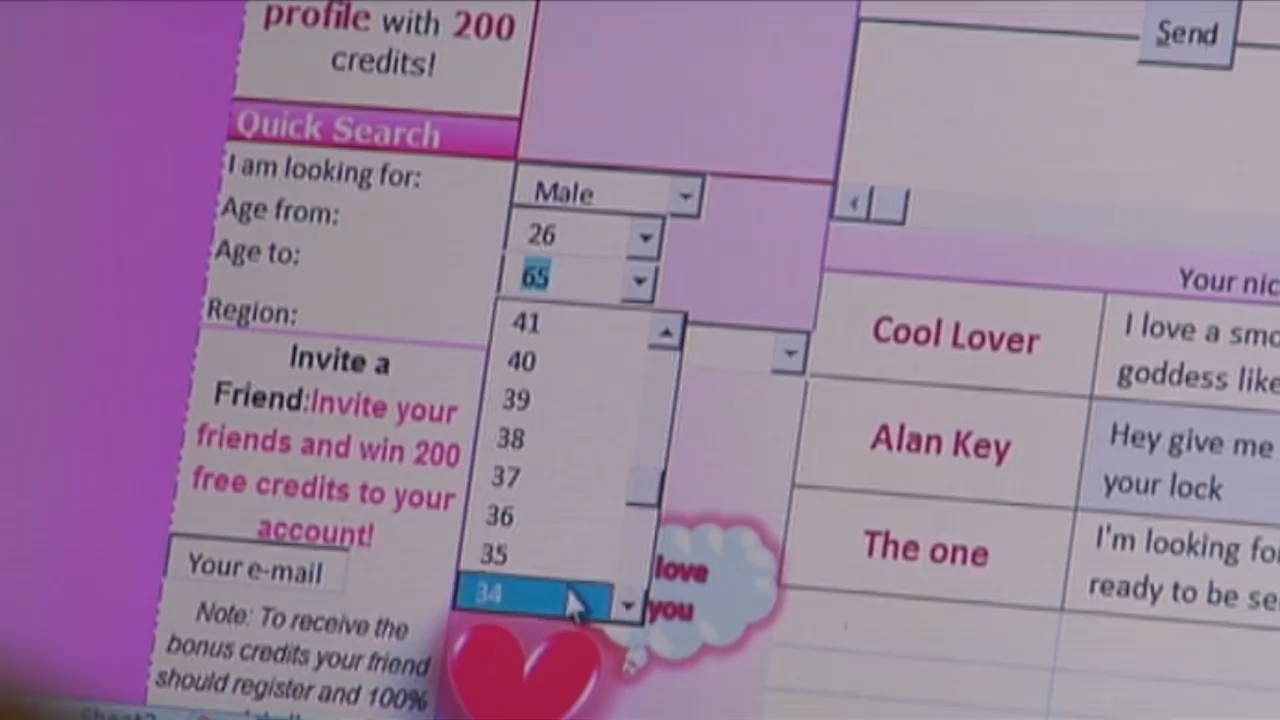 profile with 200
credits!
Quick Search
I am looking for:
Male
Age from:
26
Age to:
65
Region:
41
40
39
38
37
36
35
34
Invite a
Friend:Invite your
friends and win 200
free credits to your
account!
Your e-mail
Note: To receive the
bonus credits your friend
should register and 100%
love
you
Send
Your nic
Cool Lover
I love a smo
goddess like
Alan Key
Hey give me
your lock
The one
I'm looking fo
ready to be se